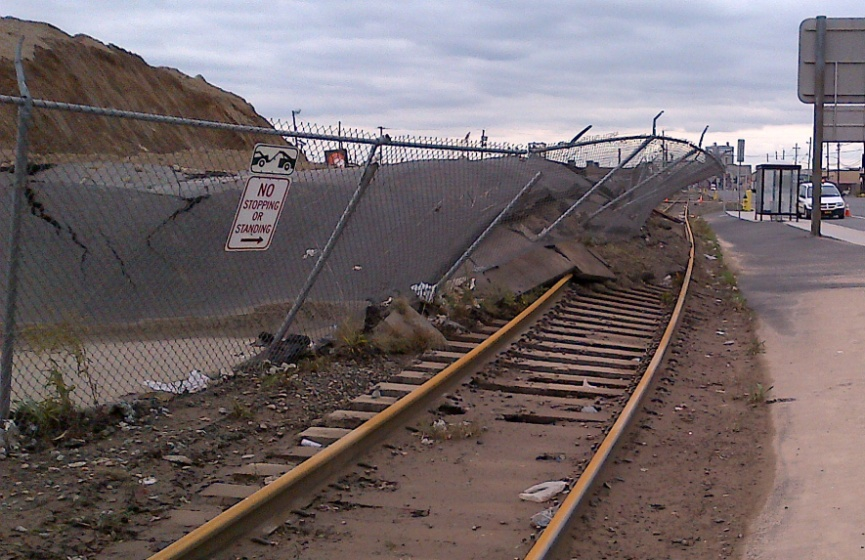 NO
STOPPING
OR
STANDING